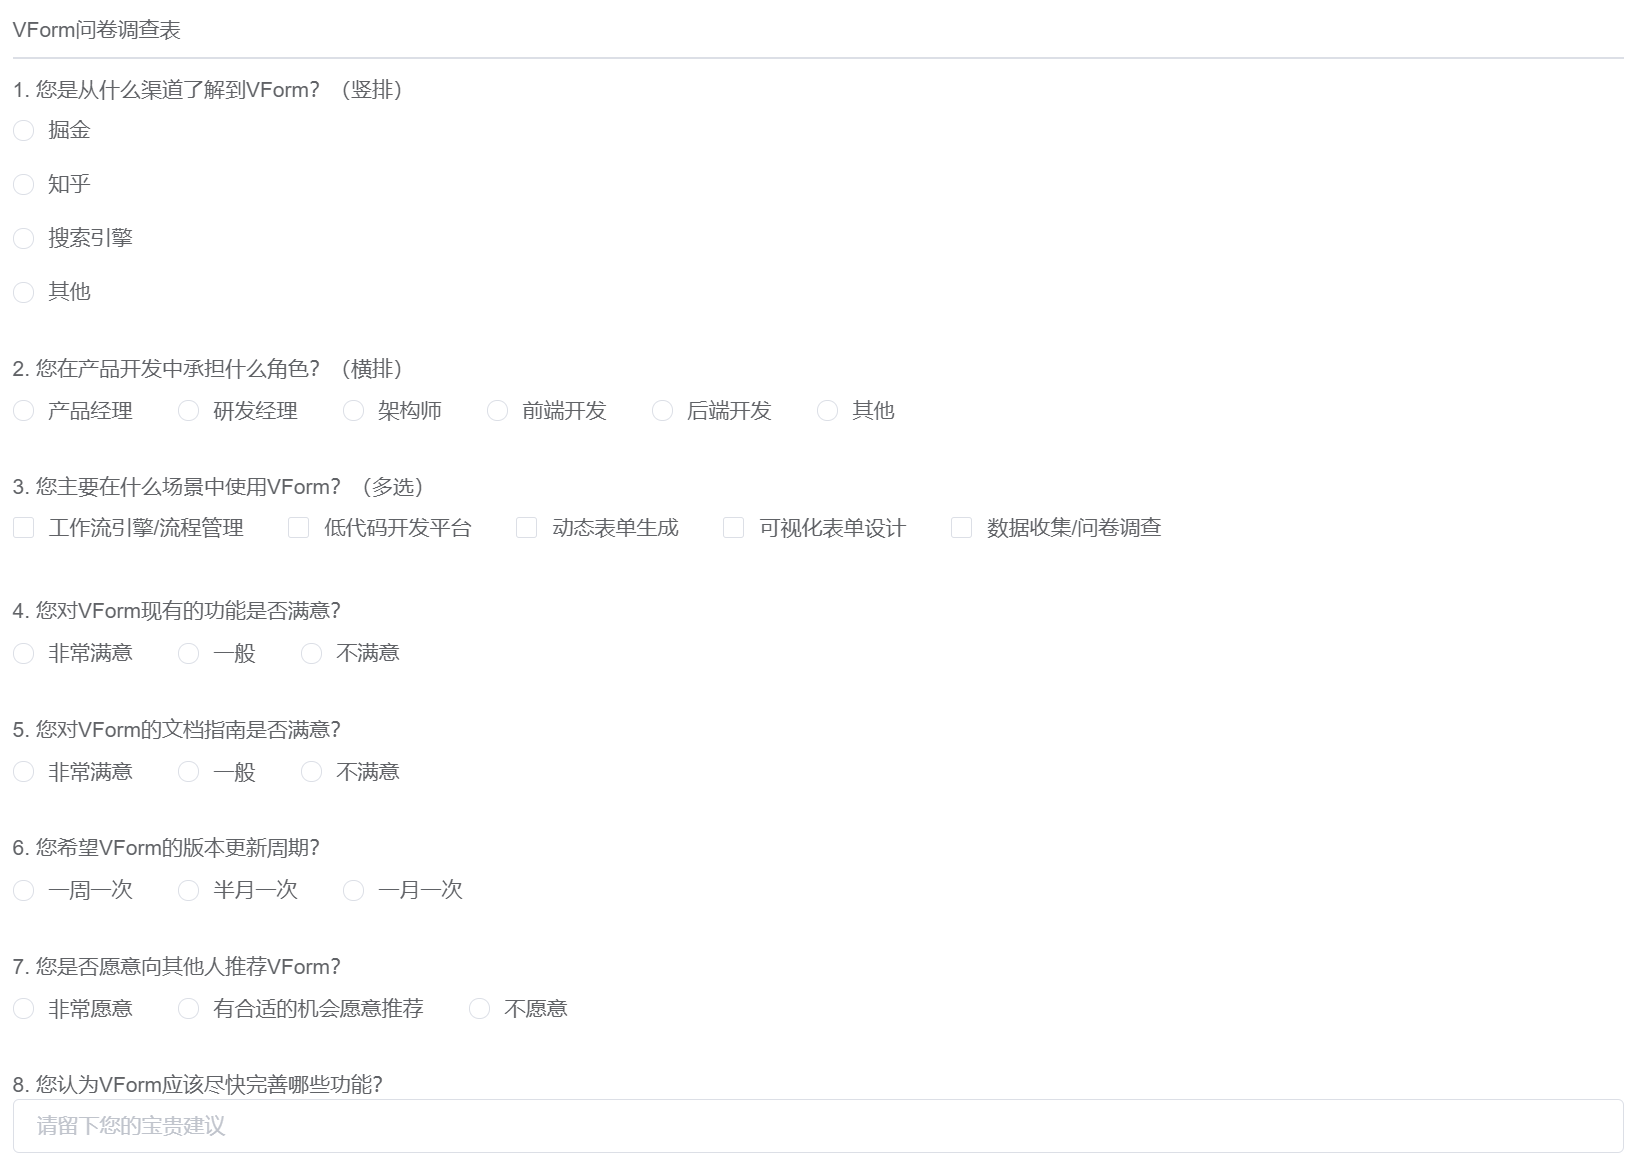 VForm问卷调查表
1. 您是从什么渠道了解到VForm？（竖排）
掘金
知乎
搜索引擎
其他
2. 您在产品开发中承担什么角色？（横排）
产品经理 研发经理 架构师 前端开发 后端开发 其他
3. 您主要在什么场景中使用VForm？（多选）
工作流引擎/流程管理 低代码开发平台 动态表单生成 可视化表单设计 数据收集/问卷调查
4. 您对VForm现有的功能是否满意？
非常满意 一般 不满意
5. 您对VForm的文档指南是否满意？
非常满意 一般 不满意
6. 您希望VForm的版本更新周期？
一周一次 半月一次 一月一次
7. 您是否愿意向其他人推荐VForm？
非常愿意 有合适的机会愿意推荐 不愿意
8. 您认为VForm应该尽快完善哪些功能？
请留下您的宝贵建议